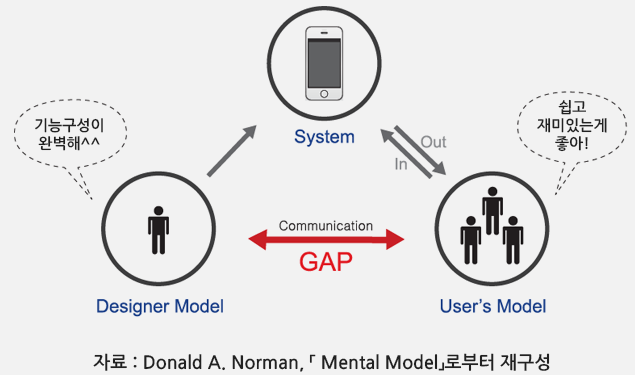 기능구성이
완벽해^^
System
쉽고
재미있는게
좋아!
Out
In
Communication
GAP
Designer Model
User's Model
자료 : Donald A. Norman, 「 Mental Model」로부터 재구성